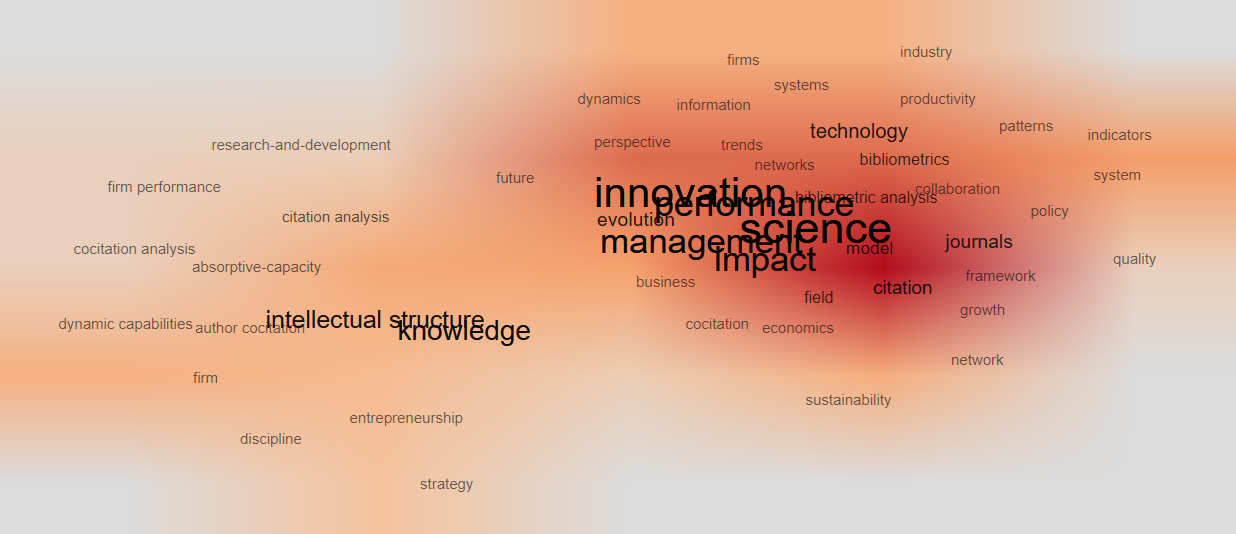 industry
firms
systems
dynamics
information
productivity
patterns
technology
indicators
perspective
trends
research-and-development
bibliometrics
networks
system
future
firm performance
collaboration
innovation
bibliometric analysis
performance
policy
citation analysis
evolution
science
management
journals
cocitation analysis
model
impact
quality
absorptive-capacity
framework
business
citation
field
growth
intellectual structure
dynamic capabilities
author cocitation
cocitation
economics
knowledge
network
firm
sustainability
entrepreneurship
discipline
strategy